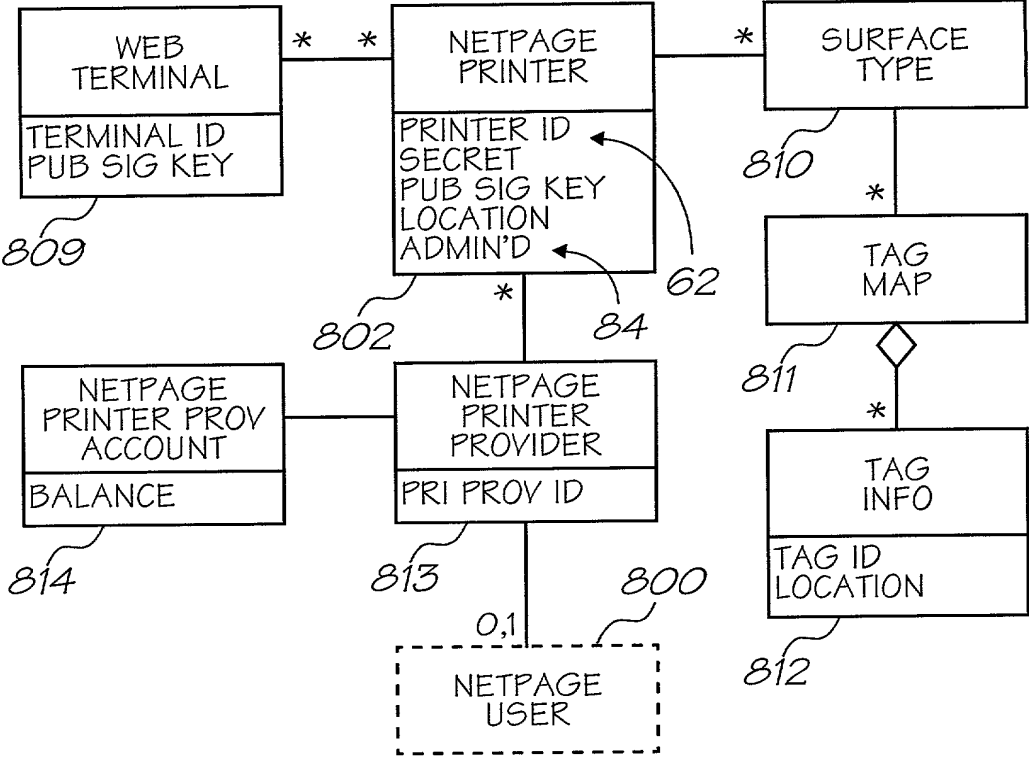 WEB
TERMINAL
TERMINAL ID
PUB SIG KEY
809
*
*
NETPAGE
PRINTER
PRINTER ID
SECRET
PUB SIG KEY
LOCATION
ADMIN'D
802
62
84
*
*
SURFACE
TYPE
810
*
TAG
MAP
811
*
TAG
INFO
TAG ID
LOCATION
812
NETPAGE
PRINTER PROV
ACCOUNT
BALANCE
814
NETPAGE
PRINTER
PROVIDER
PRI PROV ID
813
0,1
800
NETPAGE
USER